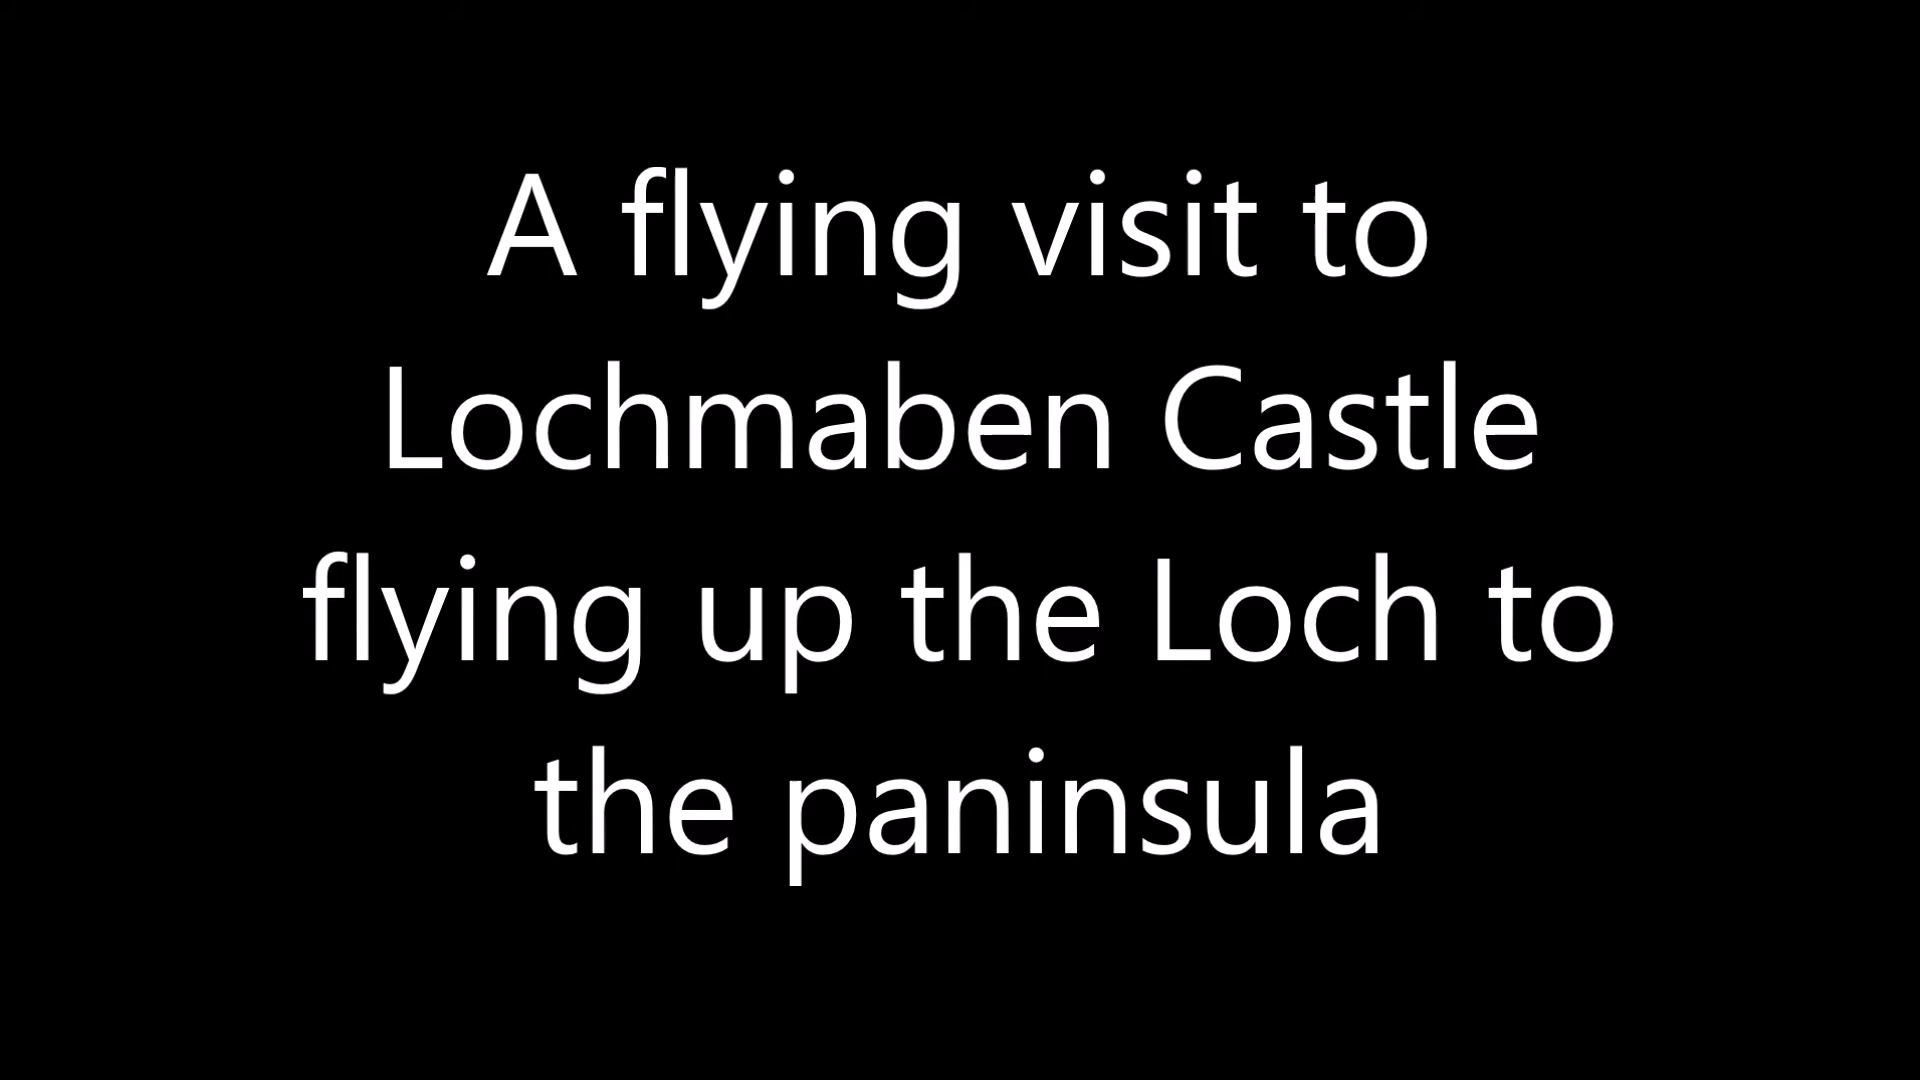 A flying visit to
Lochmaben Castle
flying up the Loch to
the paninsula